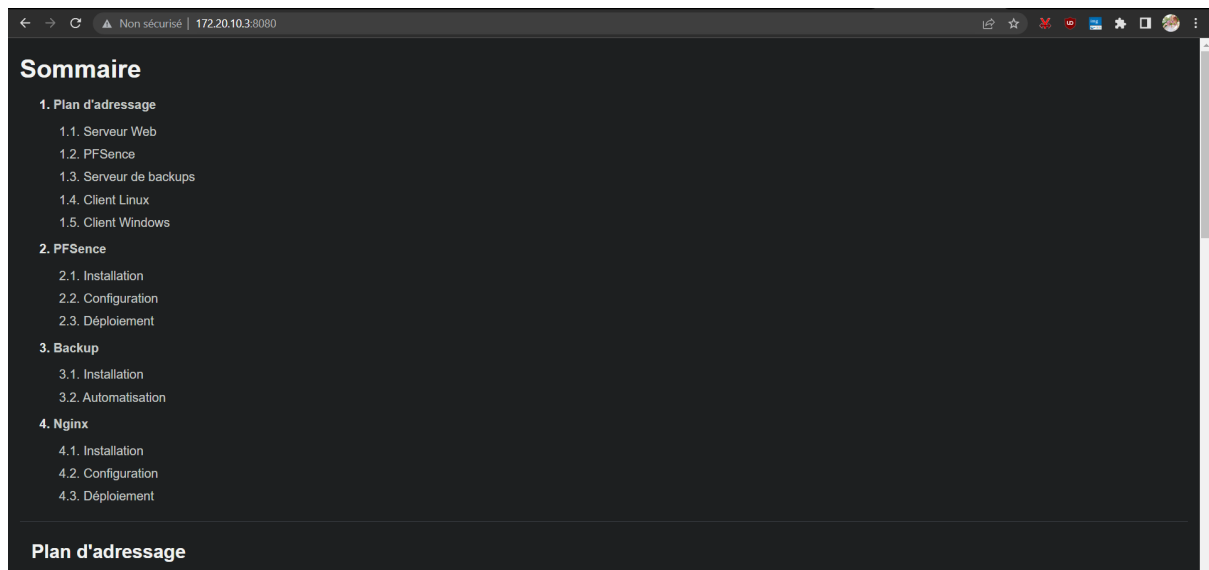 Non sécurisé | 172.20.10.3:8080
Sommaire
1. Plan d'adressage
1.1. Serveur Web
1.2. PFSence
1.3. Serveur de backups
1.4. Client Linux
1.5. Client Windows
2. PFSence
2.1. Installation
2.2. Configuration
2.3. Déploiement
3. Backup
3.1. Installation
3.2. Automatisation
4. Nginx
4.1. Installation
4.2. Configuration
4.3. Déploiement
Plan d'adressage